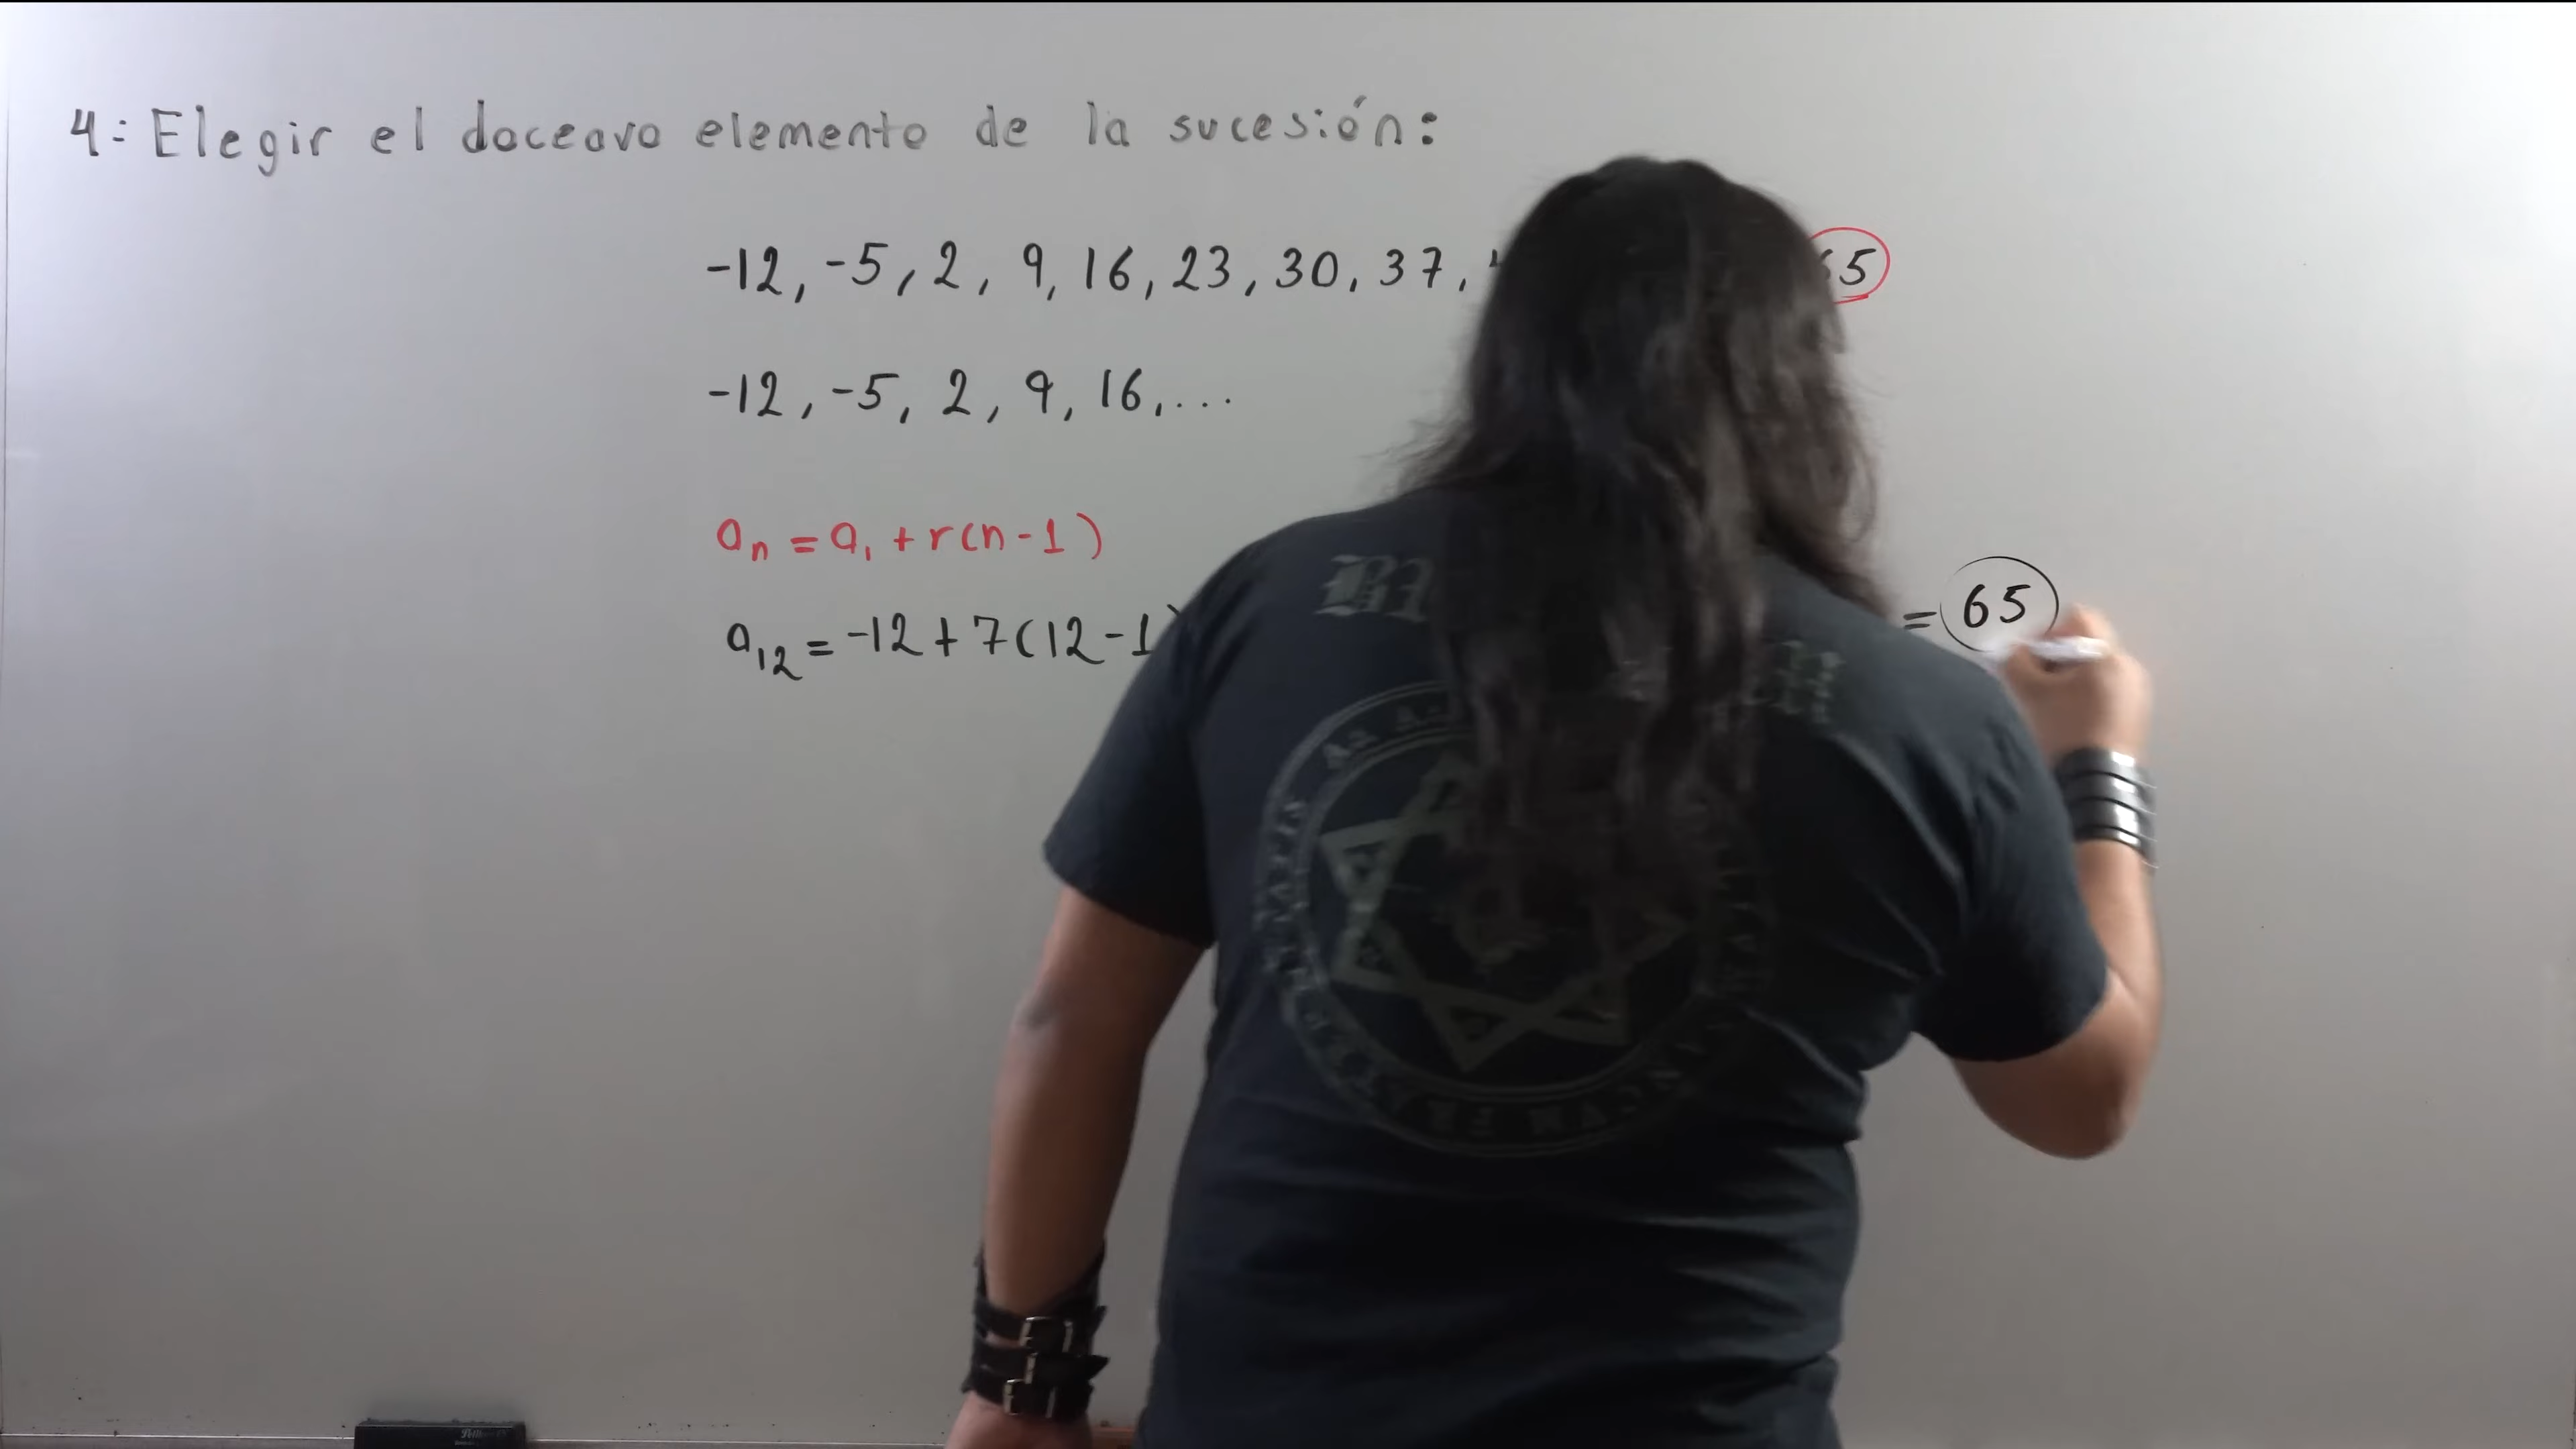 4: Elegir el doceavo elemento de la sucesión:
-12, -5, 2, 9, 16, 23, 30, 37, 65
-12, -5, 2, 9, 16, ...
aₙ = a₁ + r(n-1)
a₁₂ = -12 + 7(12-1) = 65